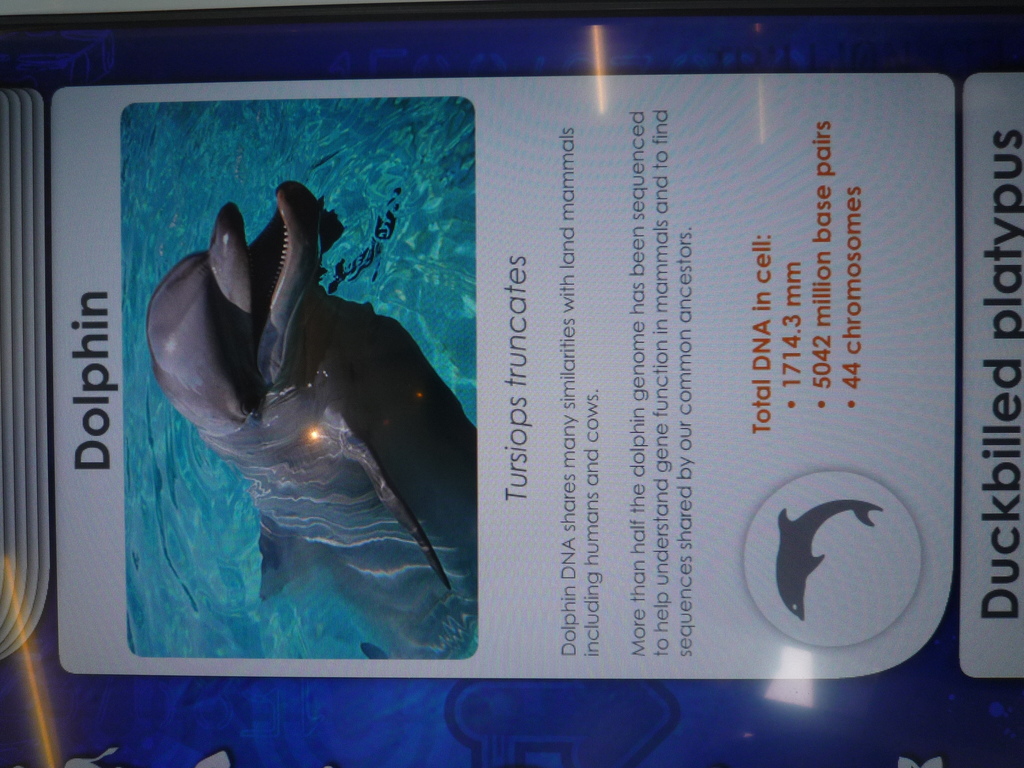 Dolphin
Tursiops truncates
Dolphin DNA shares many similarities with land mammals
including humans and cows.
More than half the dolphin genome has been sequenced
to help understand gene function in mammals and to find
sequences shared by our common ancestors.
Total DNA in cell:
• 1714.3 mm
• 5042 million base pairs
• 44 chromosomes
Duckbilled platypus